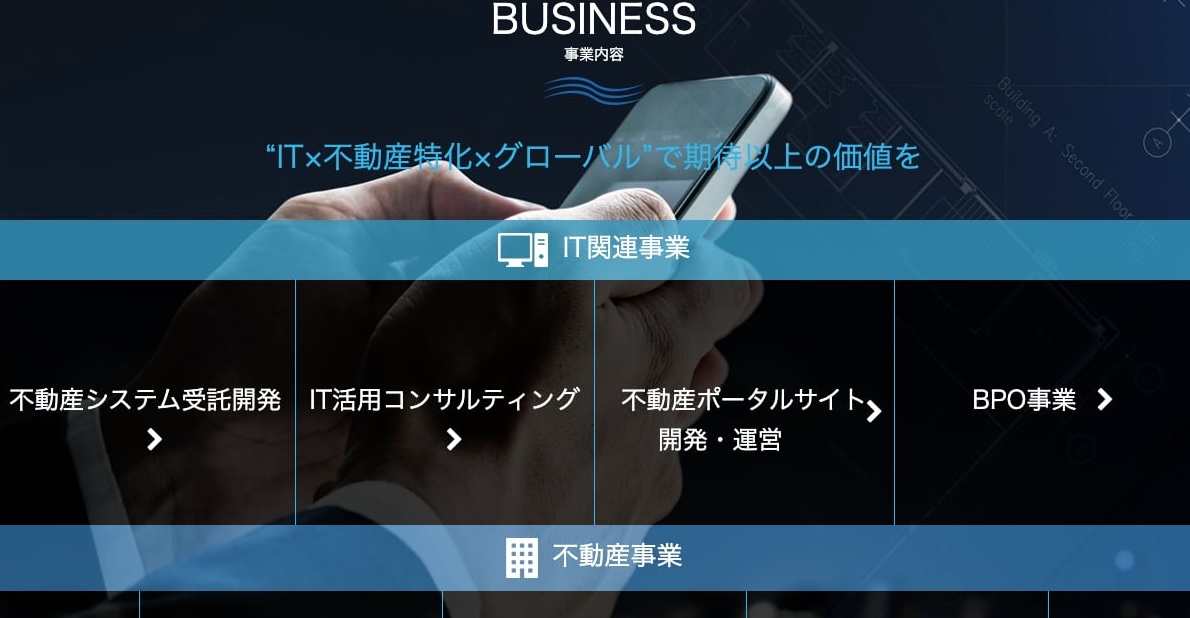 BUSINESS
事業内容
“IT×不動産特化×グローバル”で期待以上の価値を
Building A: Second Floor Plan
scale
A
IT関連事業
不動産システム受託開発
IT活用コンサルティング
不動産ポータルサイト
開発・運営
BPO事業
不動産事業